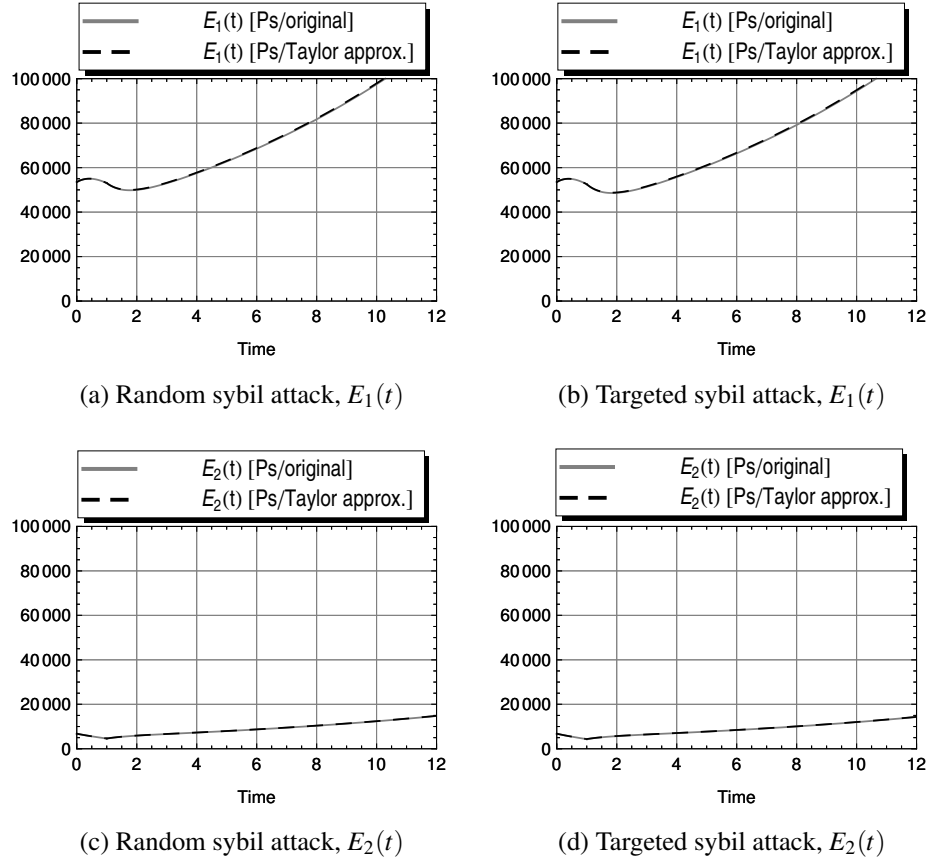 E₁(t) [Ps/original]
E₁(t) [Ps/Taylor approx.]
100 000
80 000
60 000
40 000
20 000
0
0 2 4 6 8 10 12
Time
(a) Random sybil attack, E₁(t)
E₁(t) [Ps/original]
E₁(t) [Ps/Taylor approx.]
100 000
80 000
60 000
40 000
20 000
0
0 2 4 6 8 10 12
Time
(b) Targeted sybil attack, E₁(t)
E₂(t) [Ps/original]
E₂(t) [Ps/Taylor approx.]
100 000
80 000
60 000
40 000
20 000
0
0 2 4 6 8 10 12
Time
(c) Random sybil attack, E₂(t)
E₂(t) [Ps/original]
E₂(t) [Ps/Taylor approx.]
100 000
80 000
60 000
40 000
20 000
0
0 2 4 6 8 10 12
Time
(d) Targeted sybil attack, E₂(t)